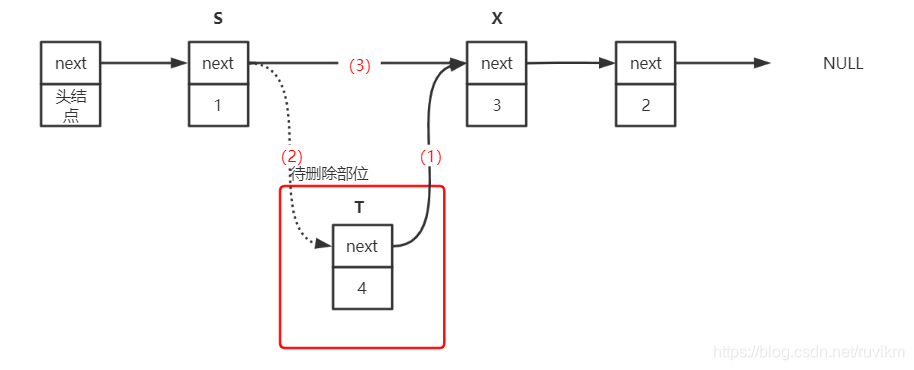 S
X
next
next
(3)
next
next
NULL
头结
点
1
3
2
(2)
(1)
待删除部位
T
next
4
https://blog.csdn.net/ruvikm